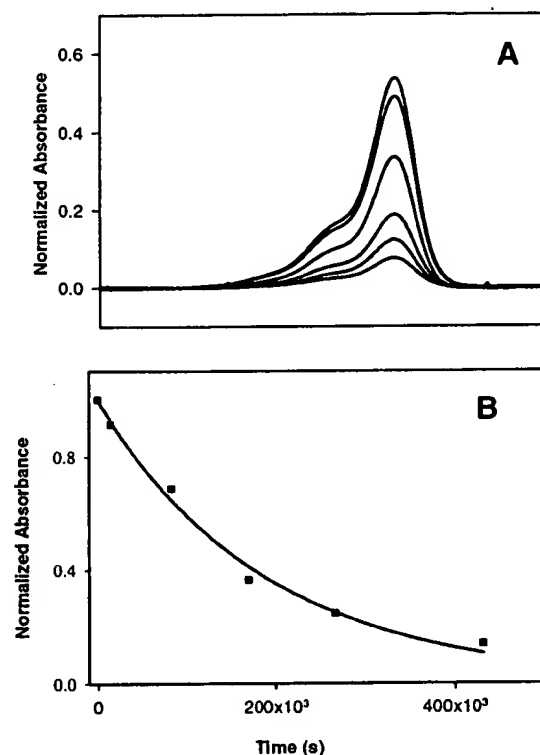 A
Normalized Absorbance
0.6
0.4
0.2
0.0
B
Normalized Absorbance
0.8
0.4
0.0
0
200x10³
400x10³
Time (s)